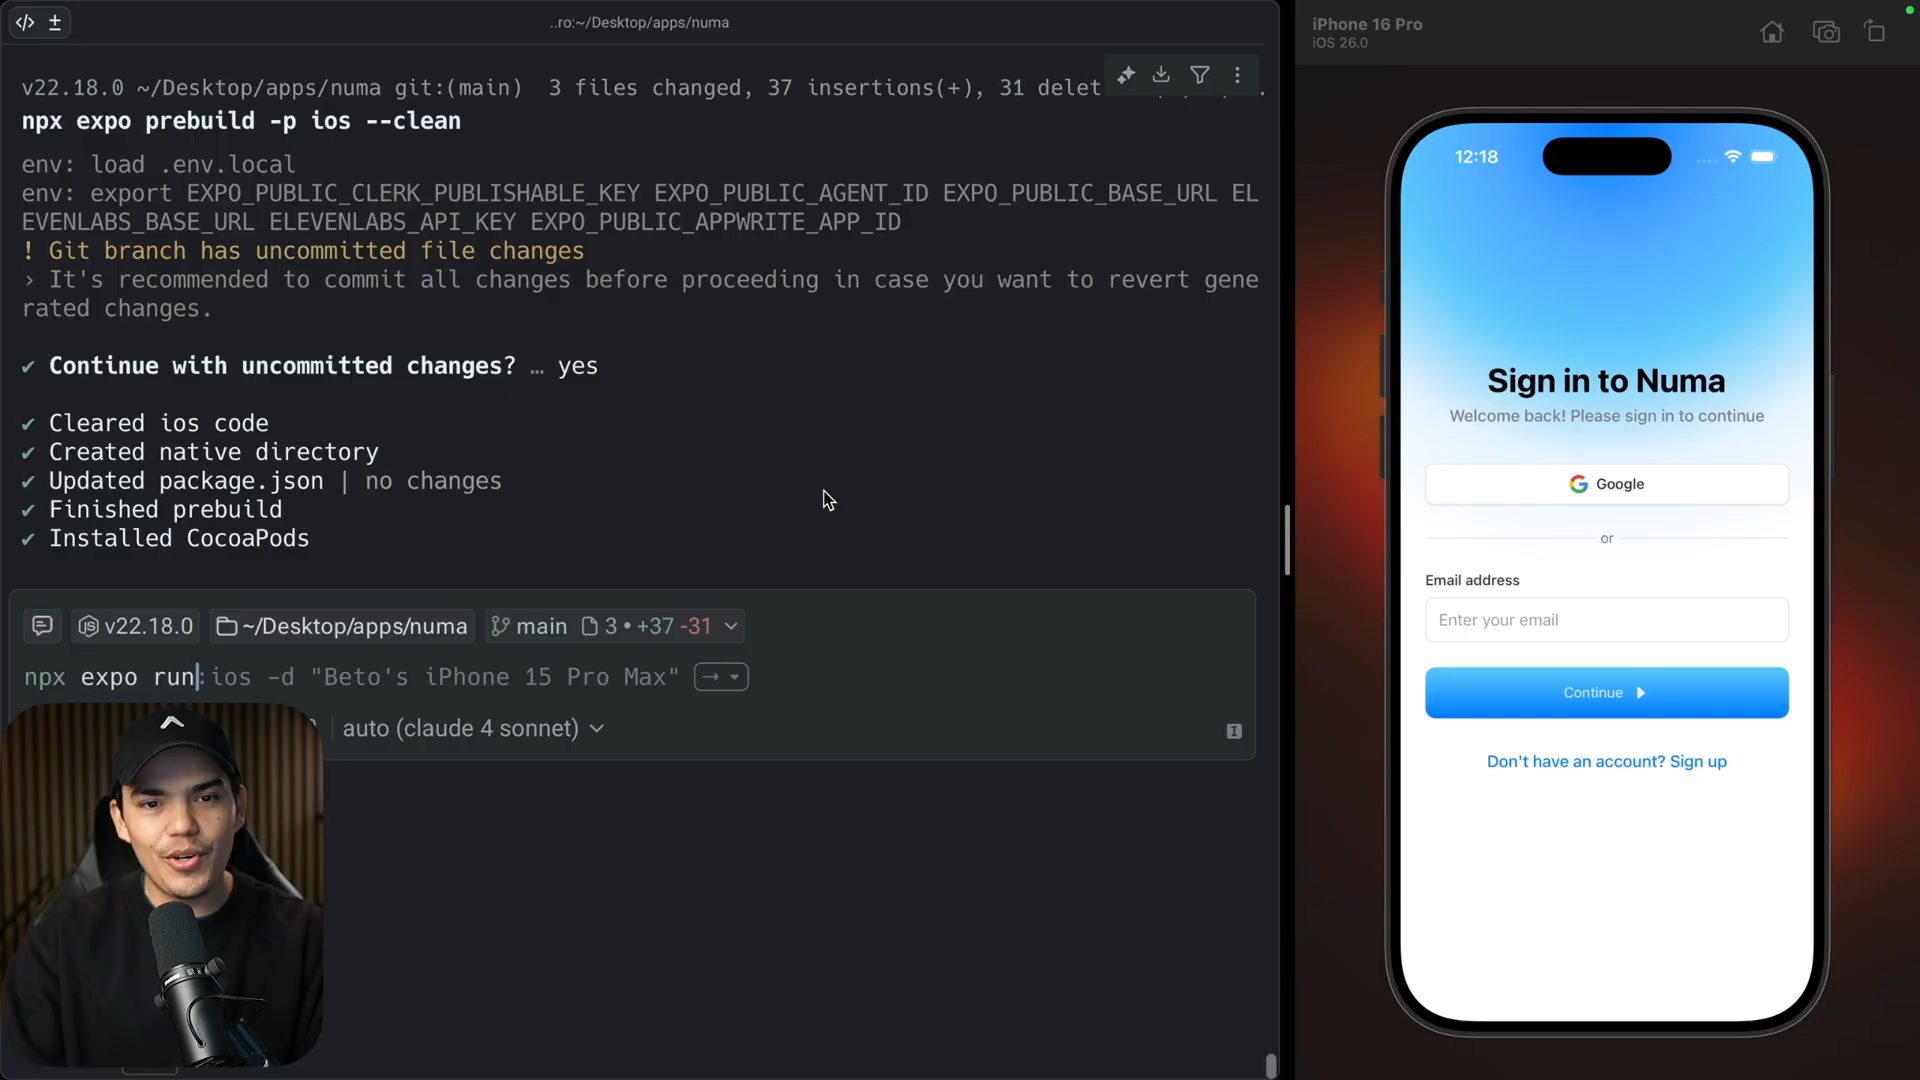 ..ro:~/Desktop/apps/numa
v22.18.0 ~/Desktop/apps/numa git:(main)  3 files changed, 37 insertions(+), 31 delet
npx expo prebuild -p ios --clean
env: load .env.local
env: export EXPO_PUBLIC_CLERK_PUBLISHABLE_KEY EXPO_PUBLIC_AGENT_ID EXPO_PUBLIC_BASE_URL EL
EVENLABS_BASE_URL ELEVENLABS_API_KEY EXPO_PUBLIC_APPWRITE_APP_ID
! Git branch has uncommitted file changes
› It's recommended to commit all changes before proceeding in case you want to revert gene
rated changes.
✔ Continue with uncommitted changes? … yes
✔ Cleared ios code
✔ Created native directory
✔ Updated package.json | no changes
✔ Finished prebuild
✔ Installed CocoaPods
v22.18.0 ~/Desktop/apps/numa main 3 • +37 -31
npx expo run:ios -d "Beto's iPhone 15 Pro Max"
auto (claude 4 sonnet)
iPhone 16 Pro
iOS 26.0
12:18
Sign in to Numa
Welcome back! Please sign in to continue
Google
or
Email address
Enter your email
Continue
Don't have an account? Sign up